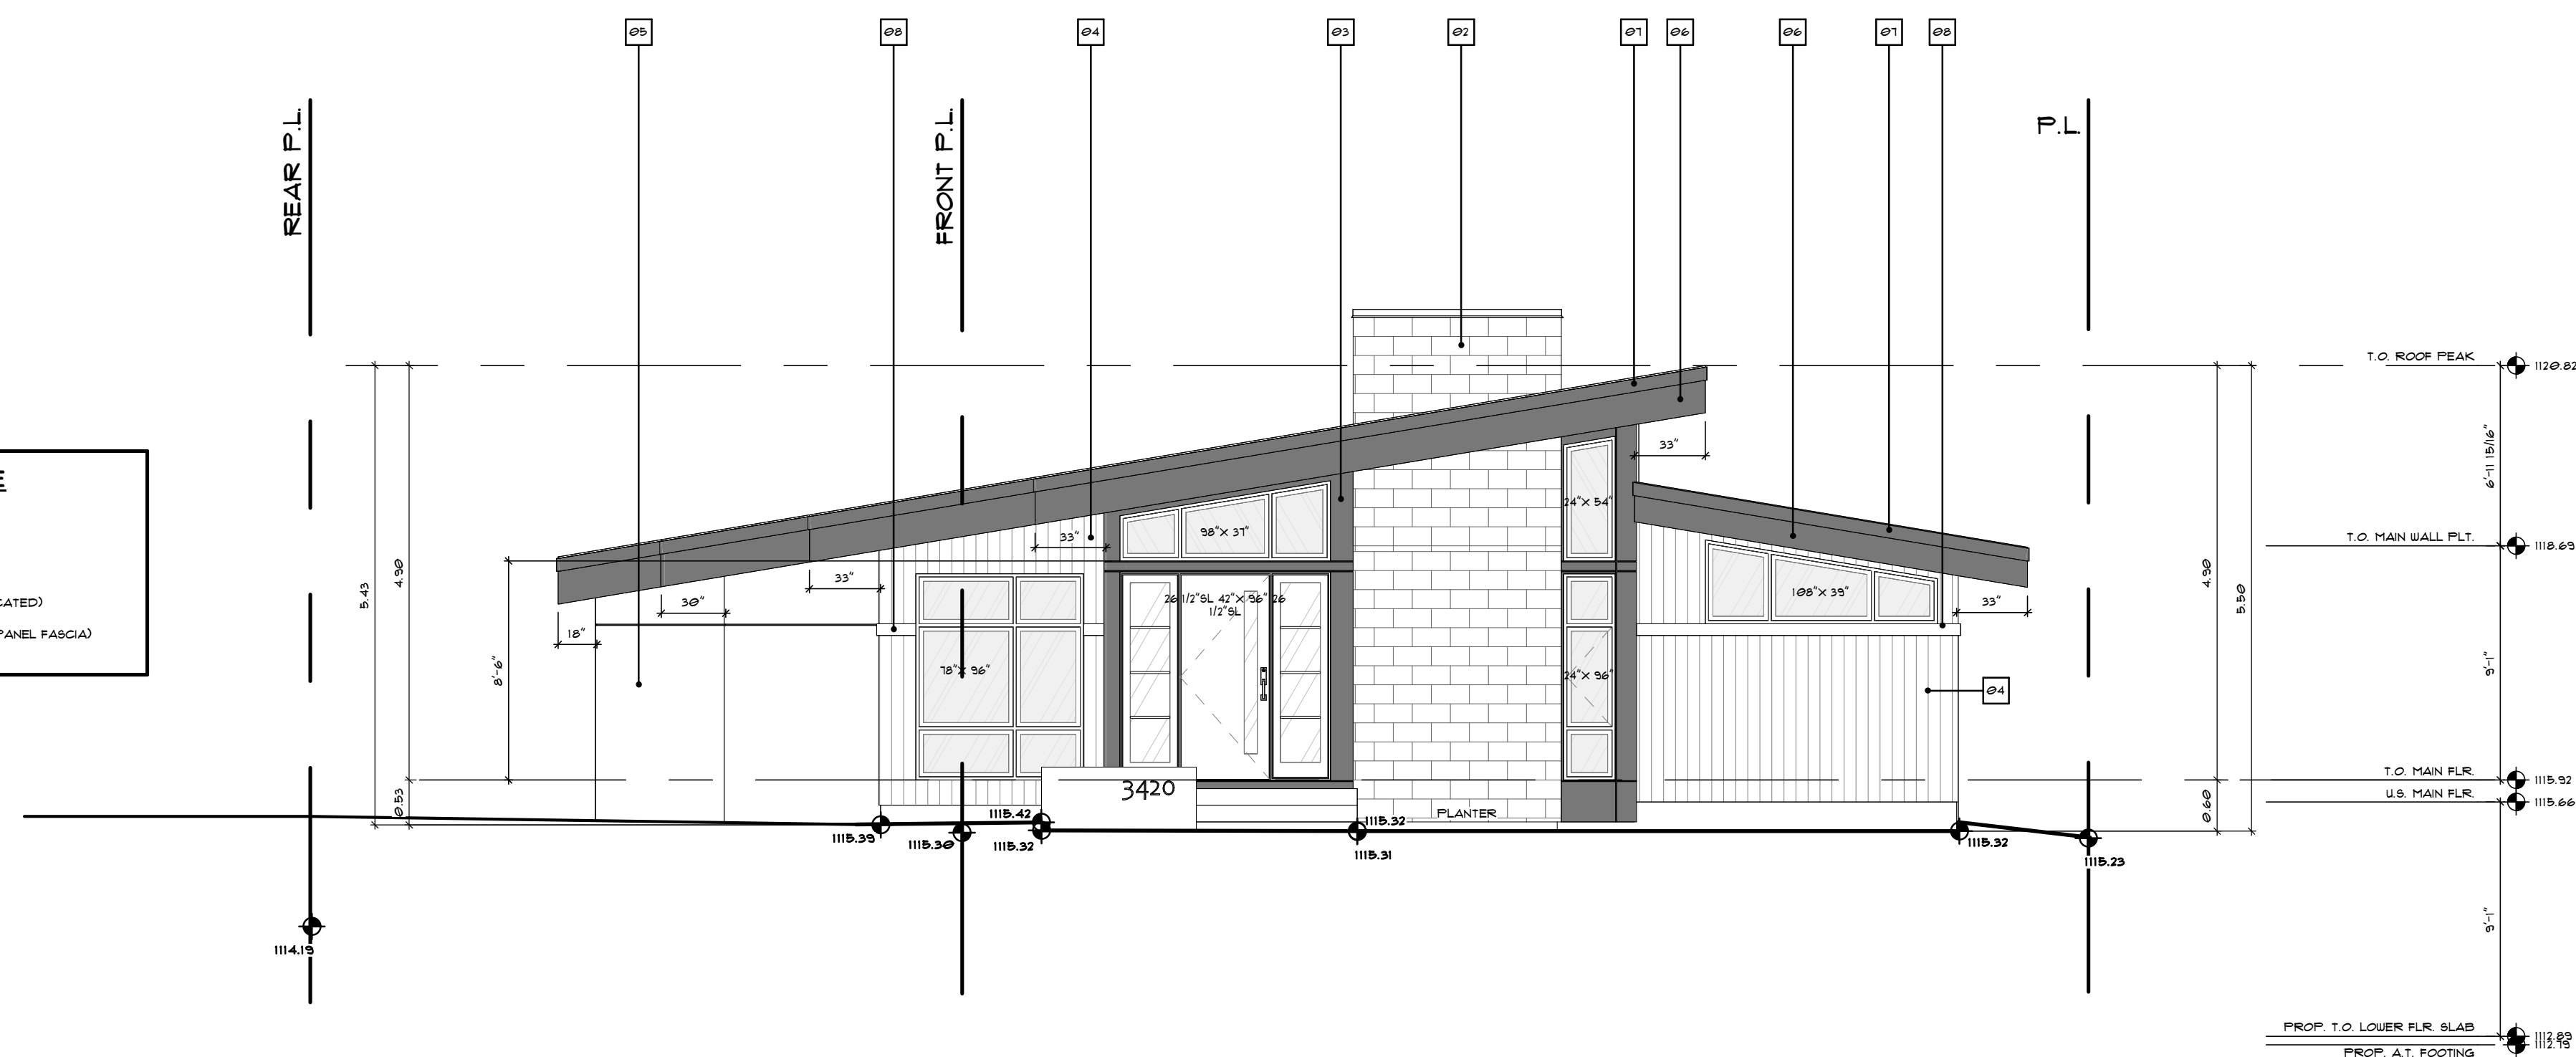 05
08
04
03
02
07
06
06
07
08
REAR P.L.
FRONT P.L.
P.L.
T.O. ROOF PEAK
1120.82
6'-11 15/16"
33"
24"X 54"
98"X 37"
33"
T.O. MAIN WALL PLT.
1118.69
5.43
4.90
4.90
5.50
33"
30"
18"
8'-6"
26 1/2"SL 42"X 96" 26
1/2"SL
108"X 39"
33"
CATED)
PANEL FASCIA)
78"X 96"
24"X 96"
04
9'-1"
T.O. MAIN FLR.
1115.92
U.S. MAIN FLR.
1115.66
3420
PLANTER
0.53
0.60
1115.42
1115.32
1115.39
1115.30
1115.32
1115.31
1115.32
1115.23
1114.19
9'-1"
PROP. T.O. LOWER FLR. SLAB
1112.89
PROP. A.T. FOOTING
1112.79